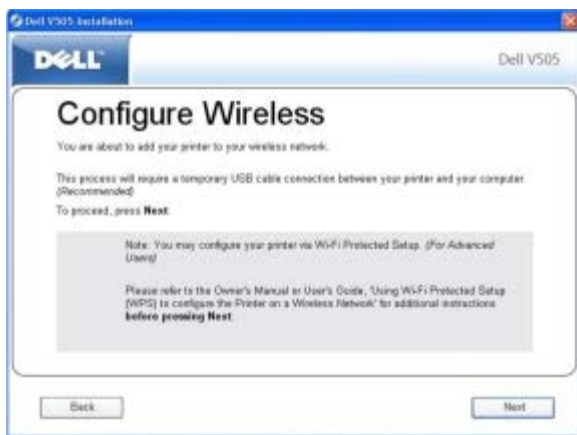 Dell V505 Installation
DELL
Dell V505
Configure Wireless
You are about to add your printer to your wireless network.
This process will require a temporary USB cable connection between your printer and your computer.
(Recommended)
To proceed, press Next.
Note: You may configure your printer via Wi-Fi Protected Setup. (For Advanced
Users)
Please refer to the Owner's Manual or User's Guide, 'Using Wi-Fi Protected Setup
(WPS) to configure the Printer on a Wireless Network' for additional instructions
before pressing Next.
Back
Next